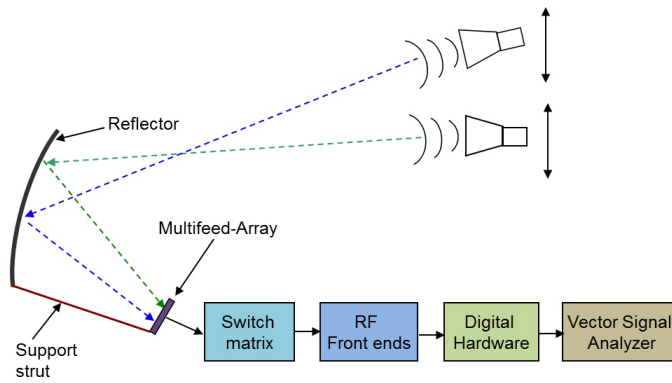 Reflector
Multifeed-Array
Support
strut
Switch
matrix
RF
Front ends
Digital
Hardware
Vector Signal
Analyzer